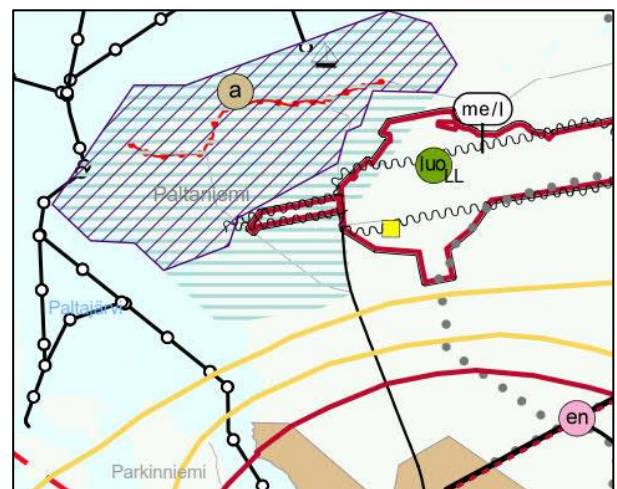 a
me/l
luo
LL
Paltaniemi
Paltajärvi
en
Parkinniemi